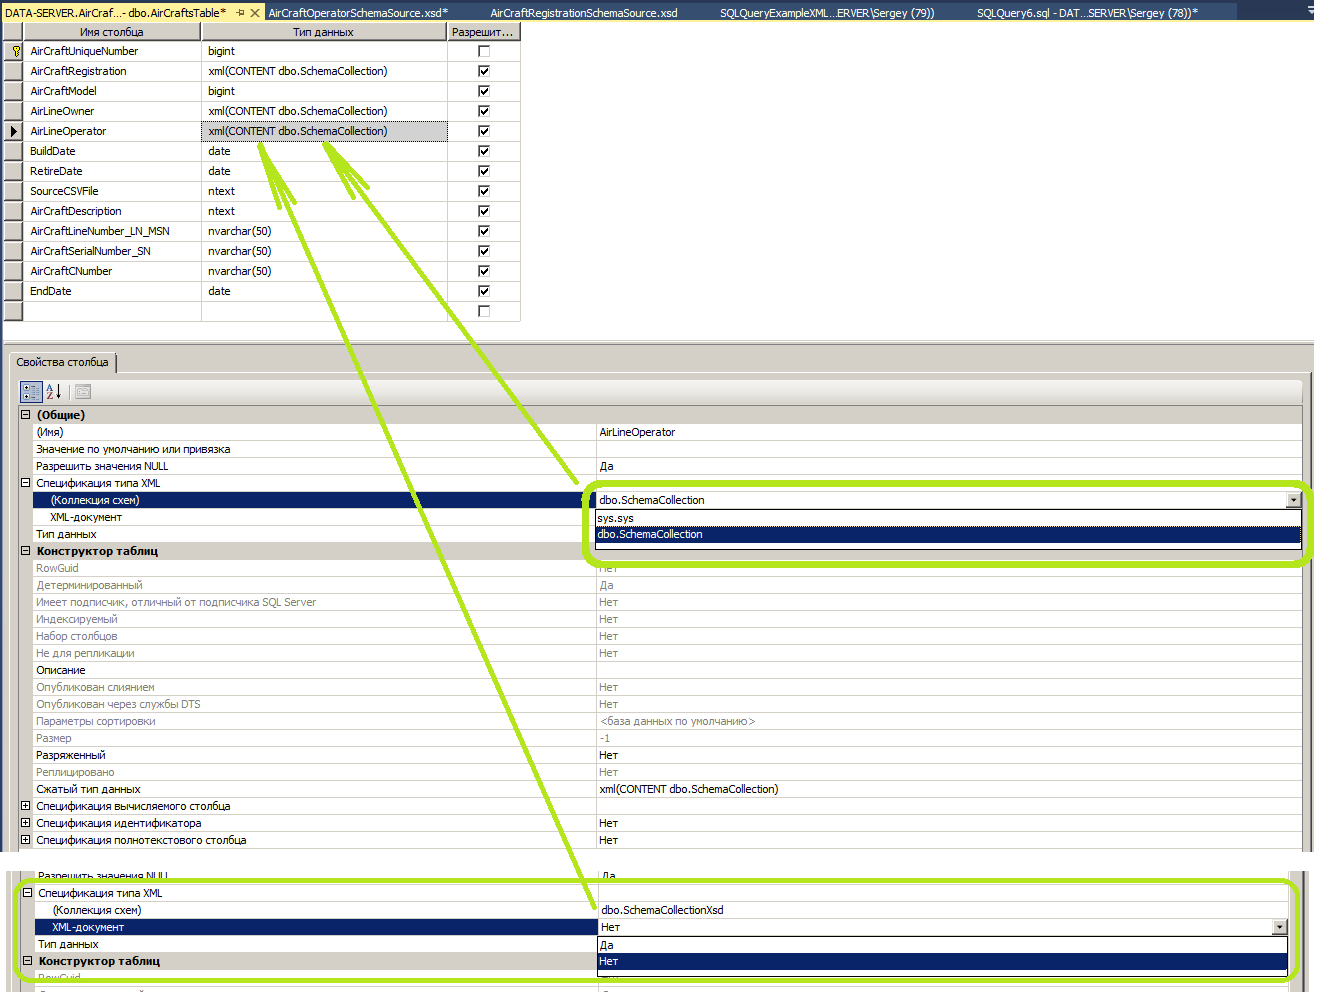 DATA-SERVER.AirCraf...- dbo.AirCraftsTable* AirCraftOperatorSchemaSource.xsd* AirCraftRegistrationSchemaSource.xsd SQLQueryExampleXML...ERVER\Sergey (79)) SQLQuery6.sql - DAT...SERVER\Sergey (78))*
Имя столбца Тип данных Разрешит...
AirCraftUniqueNumber bigint
AirCraftRegistration xml(CONTENT dbo.SchemaCollection)
AirCraftModel bigint
AirLineOwner xml(CONTENT dbo.SchemaCollection)
AirLineOperator xml(CONTENT dbo.SchemaCollection)
BuildDate date
RetireDate date
SourceCSVFile ntext
AirCraftDescription ntext
AirCraftLineNumber_LN_MSN nvarchar(50)
AirCraftSerialNumber_SN nvarchar(50)
AirCraftCNumber nvarchar(50)
EndDate date
Свойства столбца
(Общие)
(Имя) AirLineOperator
Значение по умолчанию или привязка
Разрешить значения NULL Да
Спецификация типа XML
(Коллекция схем) dbo.SchemaCollection
XML-документ sys.sys
Тип данных dbo.SchemaCollection
Конструктор таблиц
RowGuid Нет
Детерминированный Да
Имеет подписчик, отличный от подписчика SQL Server Нет
Индексируемый Нет
Набор столбцов Нет
Не для репликации Нет
Описание
Опубликован слиянием Нет
Опубликован через службы DTS Нет
Параметры сортировки <база данных по умолчанию>
Размер -1
Разряженный Нет
Реплицировано Нет
Сжатый тип данных xml(CONTENT dbo.SchemaCollection)
Спецификация вычисляемого столбца
Спецификация идентификатора Нет
Спецификация полнотекстового столбца Нет
Разрешить значения NULL Да
Спецификация типа XML
(Коллекция схем) dbo.SchemaCollectionXsd
XML-документ Нет
Тип данных Да
Конструктор таблиц Нет
RowGuid